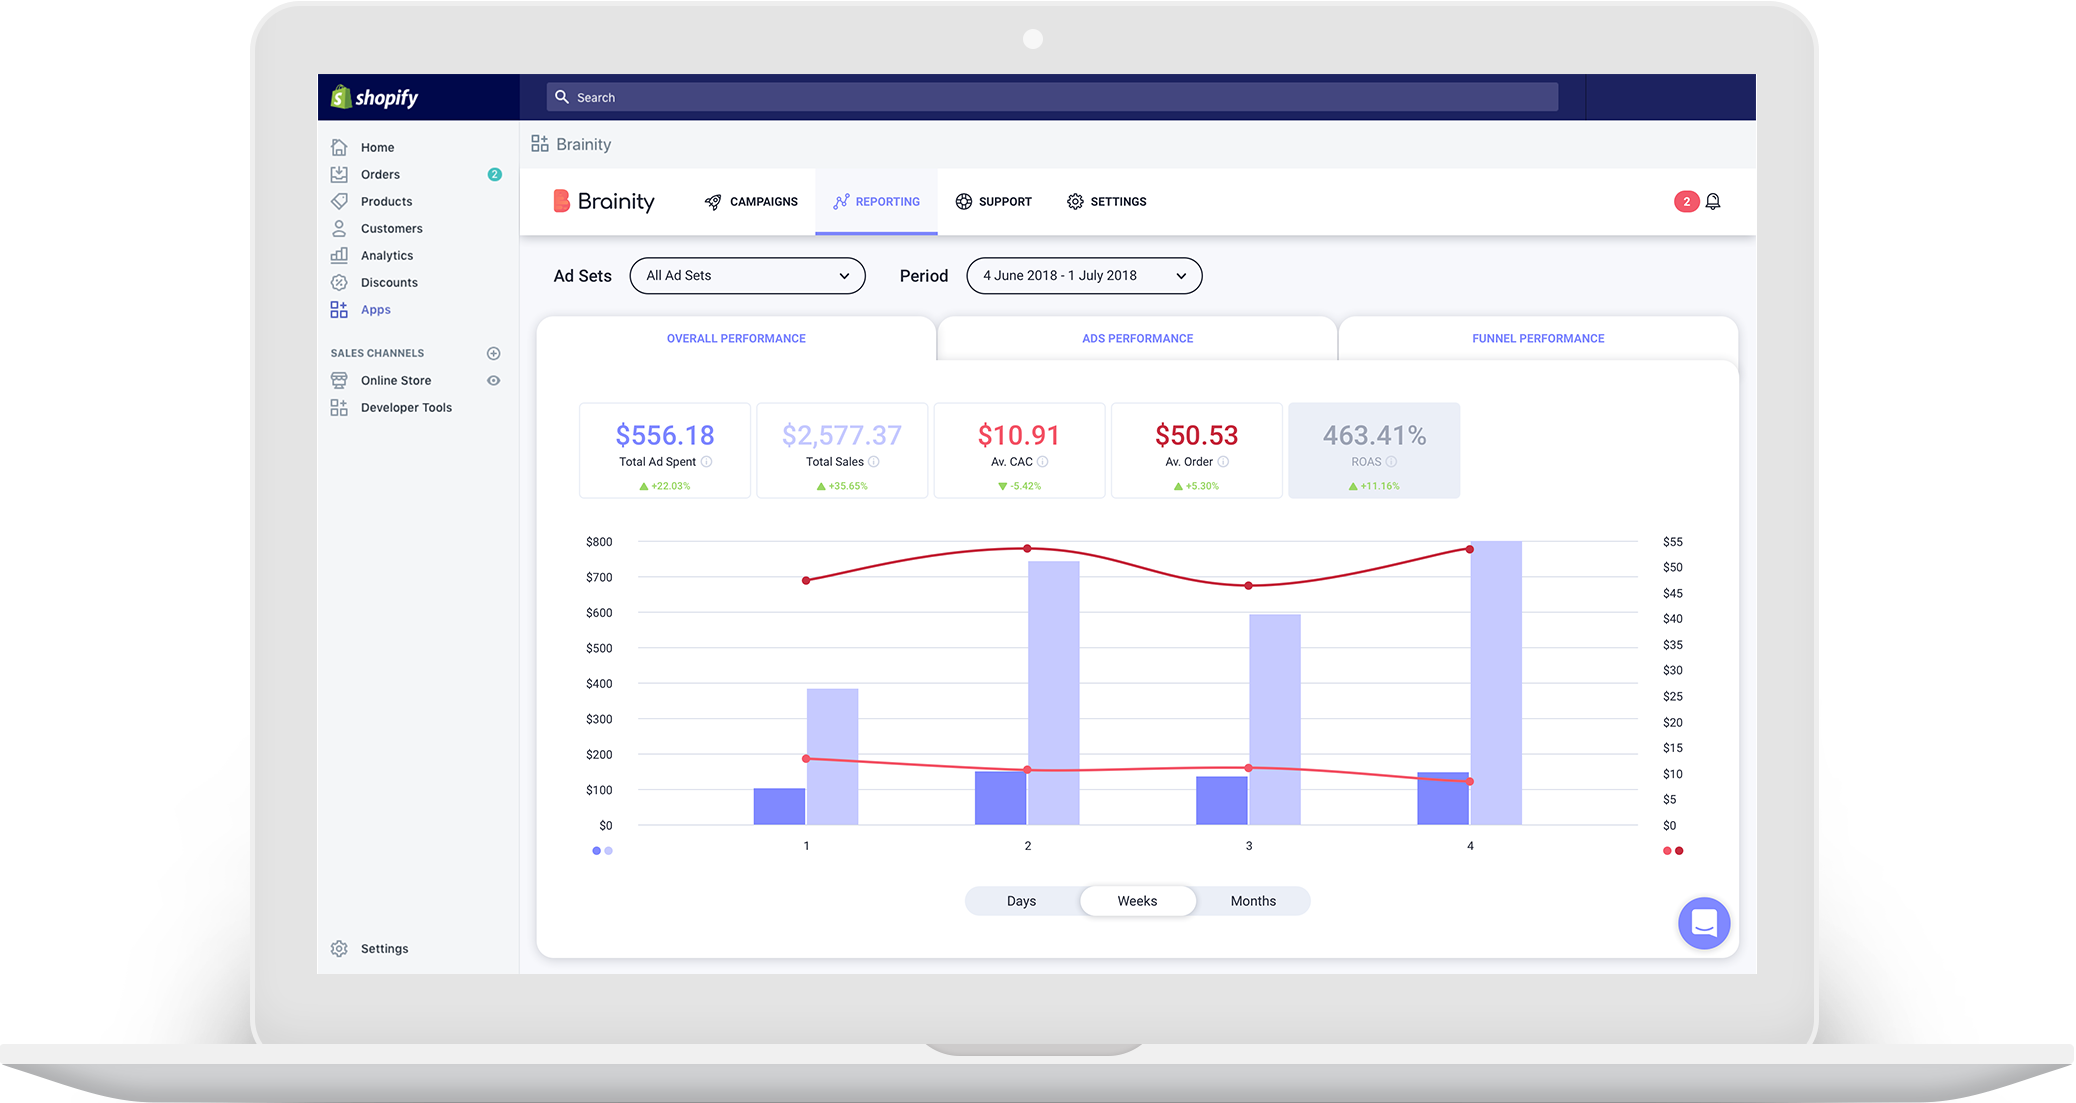 shopify
Search
Home
Orders 2
Products
Customers
Analytics
Discounts
Apps
SALES CHANNELS
Online Store
Developer Tools
Settings
Brainity
Brainity CAMPAIGNS REPORTING SUPPORT SETTINGS 2
Ad Sets All Ad Sets Period 4 June 2018 - 1 July 2018
OVERALL PERFORMANCE ADS PERFORMANCE FUNNEL PERFORMANCE
$556.18
Total Ad Spent
+22.03%
$2,577.37
Total Sales
+35.65%
$10.91
Av. CAC
-5.42%
$50.53
Av. Order
+5.30%
463.41%
ROAS
+11.16%
$800
$700
$600
$500
$400
$300
$200
$100
$0
$55
$50
$45
$40
$35
$30
$25
$20
$15
$10
$5
$0
1 2 3 4
Days Weeks Months